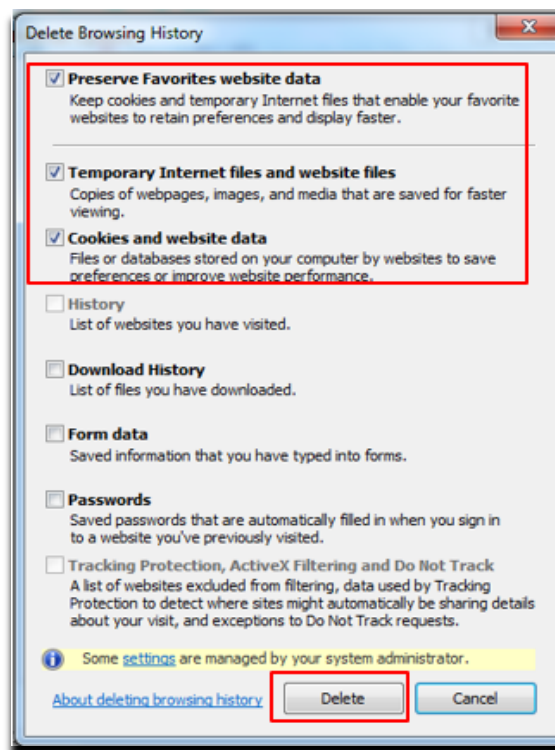 Delete Browsing History
Preserve Favorites website data
Keep cookies and temporary Internet files that enable your favorite
websites to retain preferences and display faster.
Temporary Internet files and website files
Copies of webpages, images, and media that are saved for faster
viewing.
Cookies and website data
Files or databases stored on your computer by websites to save
preferences or improve website performance.
History
List of websites you have visited.
Download History
List of files you have downloaded.
Form data
Saved information that you have typed into forms.
Passwords
Saved passwords that are automatically filled in when you sign in
to a website you've previously visited.
Tracking Protection, ActiveX Filtering and Do Not Track
A list of websites excluded from filtering, data used by Tracking
Protection to detect where sites might automatically be sharing details
about your visit, and exceptions to Do Not Track requests.
Some settings are managed by your system administrator.
About deleting browsing history
Delete
Cancel